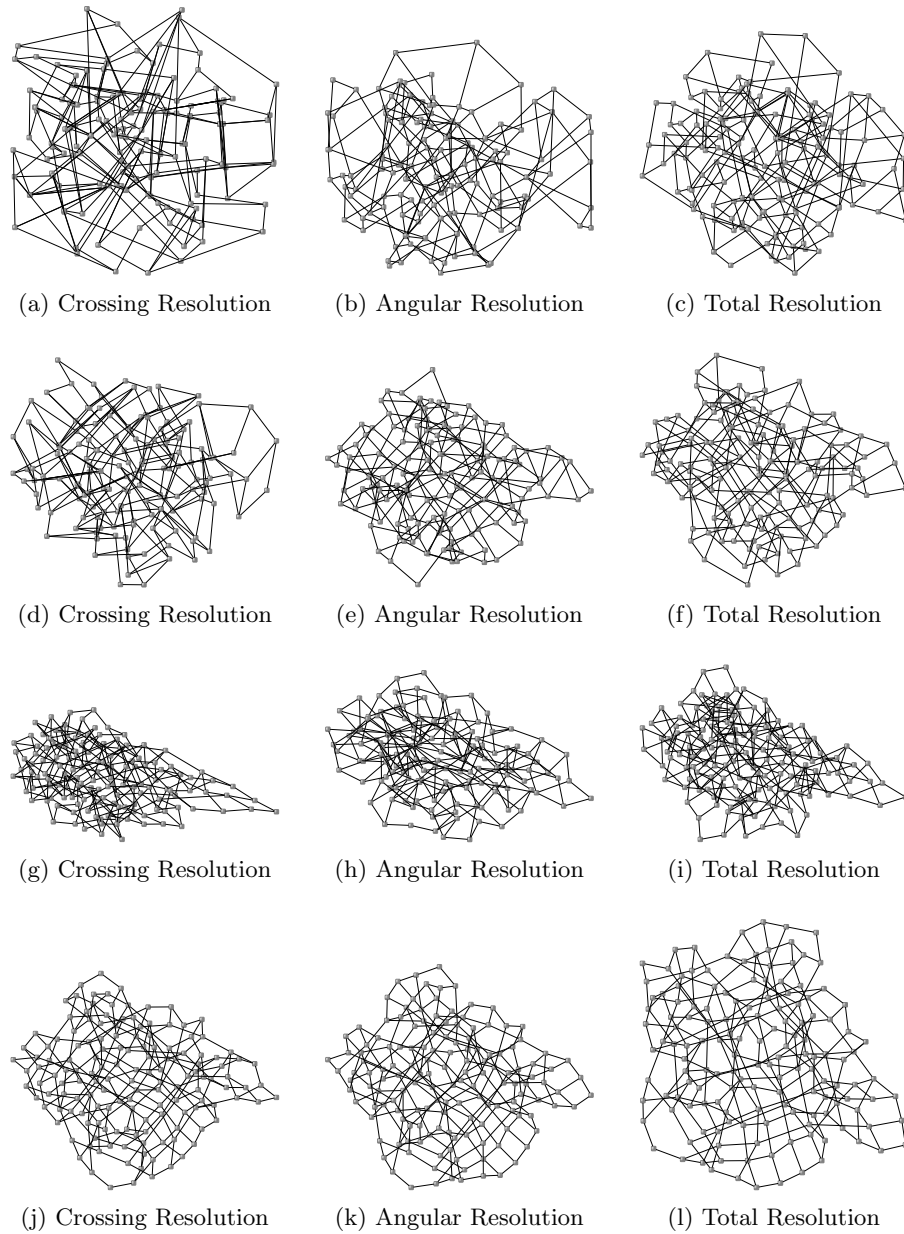 (a) Crossing Resolution
(b) Angular Resolution
(c) Total Resolution
(d) Crossing Resolution
(e) Angular Resolution
(f) Total Resolution
(g) Crossing Resolution
(h) Angular Resolution
(i) Total Resolution
(j) Crossing Resolution
(k) Angular Resolution
(l) Total Resolution